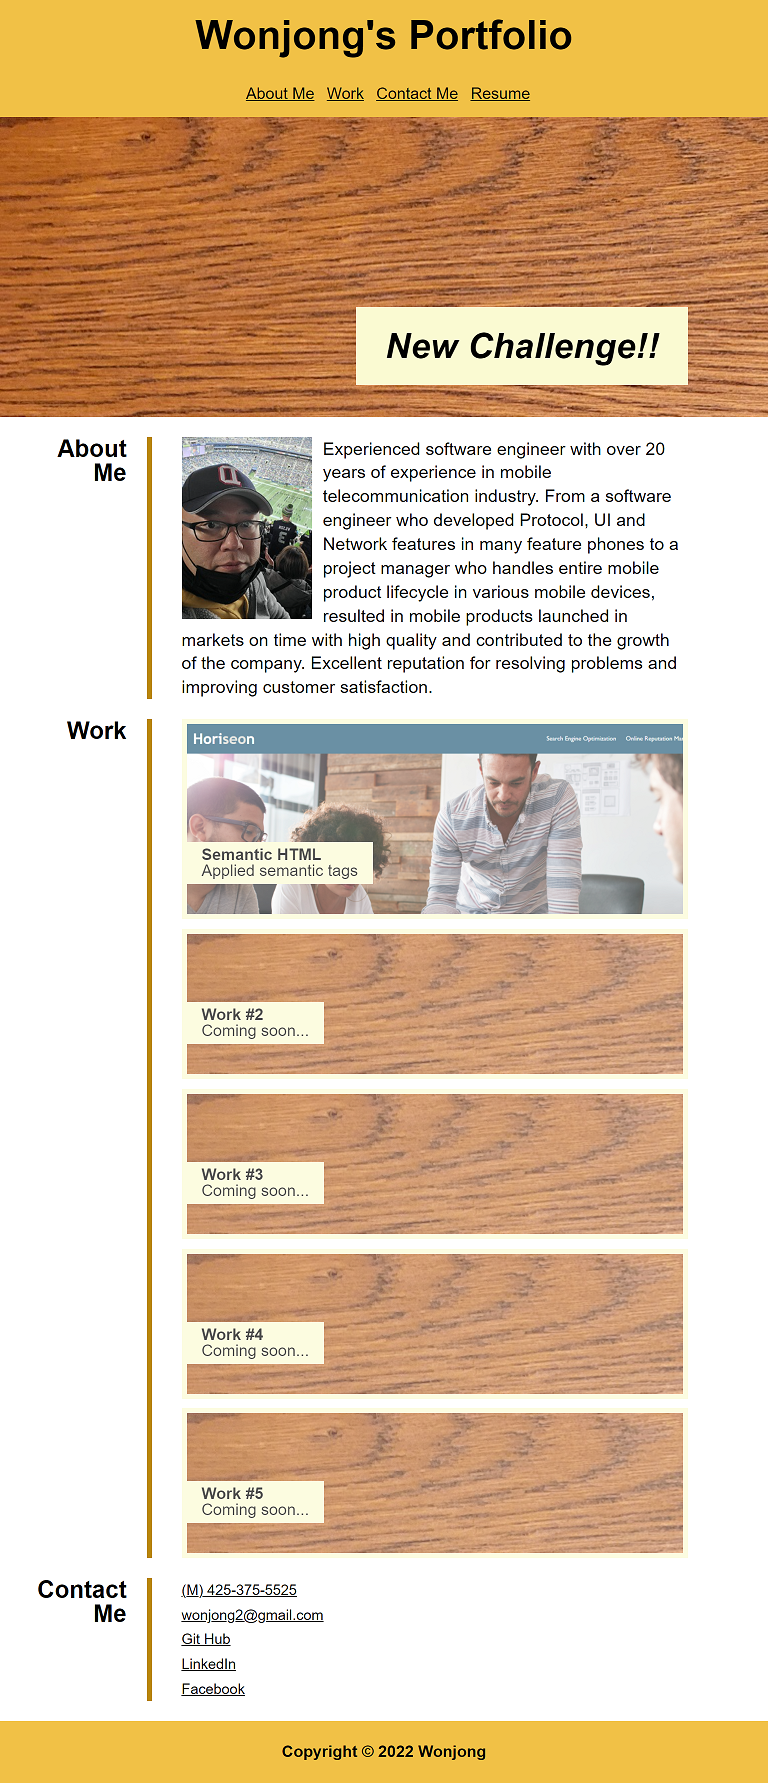 Wonjong's Portfolio
About Me Work Contact Me Resume
New Challenge!!
About
Me
Experienced software engineer with over 20
years of experience in mobile
telecommunication industry. From a software
engineer who developed Protocol, UI and
Network features in many feature phones to a
project manager who handles entire mobile
product lifecycle in various mobile devices,
resulted in mobile products launched in
markets on time with high quality and contributed to the growth
of the company. Excellent reputation for resolving problems and
improving customer satisfaction.
Work
Horiseon
Search Engine Optimization Online Reputation Ma
Semantic HTML
Applied semantic tags
Work #2
Coming soon...
Work #3
Coming soon...
Work #4
Coming soon...
Work #5
Coming soon...
Contact
Me
(M) 425-375-5525
wonjong2@gmail.com
Git Hub
LinkedIn
Facebook
Copyright © 2022 Wonjong